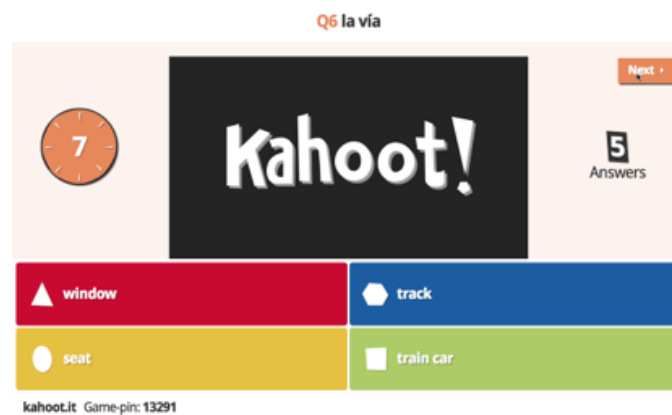 Q6 la vía
Next ›
7
Kahoot!
5
Answers
window
track
seat
train car
kahoot.it Game-pin: 13291